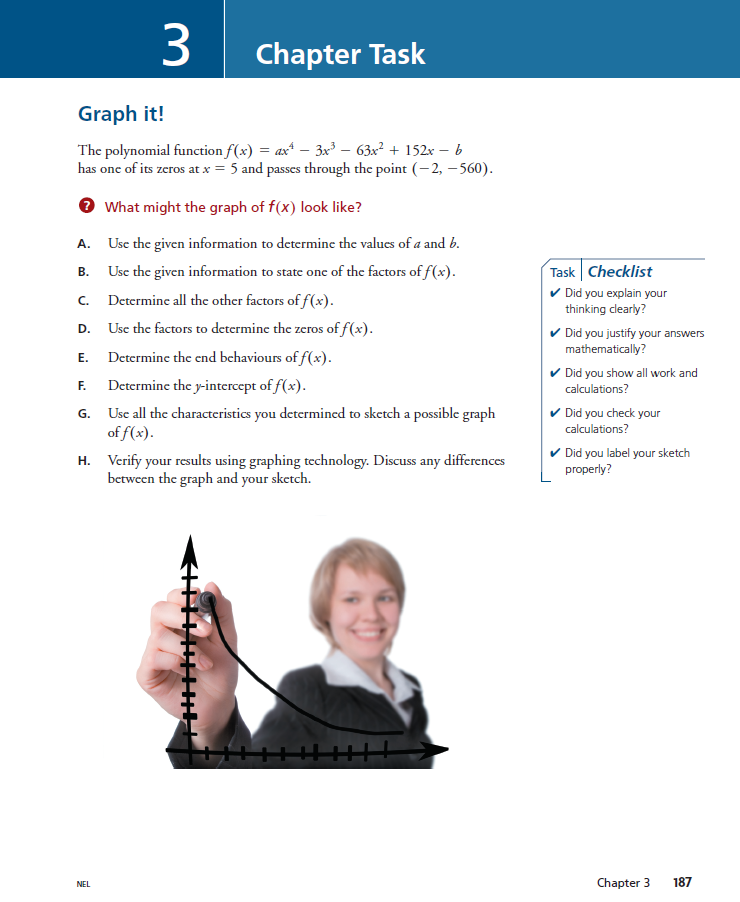 3
Chapter Task
Graph it!
The polynomial function f(x) = ax⁴ − 3x³ − 63x² + 152x − b
has one of its zeros at x = 5 and passes through the point (−2, −560).
? What might the graph of f(x) look like?
A. Use the given information to determine the values of a and b.
B. Use the given information to state one of the factors of f(x).
C. Determine all the other factors of f(x).
D. Use the factors to determine the zeros of f(x).
E. Determine the end behaviours of f(x).
F. Determine the y-intercept of f(x).
G. Use all the characteristics you determined to sketch a possible graph
of f(x).
H. Verify your results using graphing technology. Discuss any differences
between the graph and your sketch.
Task Checklist
✔ Did you explain your
thinking clearly?
✔ Did you justify your answers
mathematically?
✔ Did you show all work and
calculations?
✔ Did you check your
calculations?
✔ Did you label your sketch
properly?
NEL
Chapter 3 187